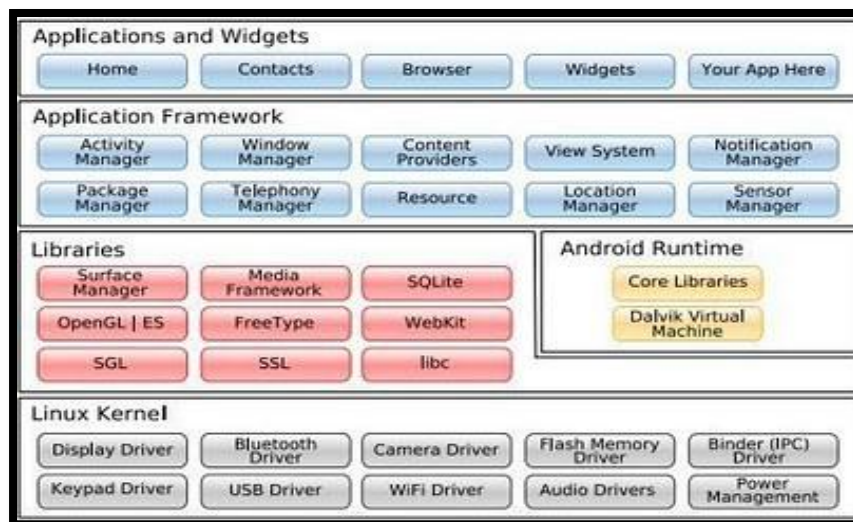 Applications and Widgets
Home
Contacts
Browser
Widgets
Your App Here
Application Framework
Activity
Manager
Window
Manager
Content
Providers
View System
Notification
Manager
Package
Manager
Telephony
Manager
Resource
Location
Manager
Sensor
Manager
Libraries
Surface
Manager
Media
Framework
SQLite
OpenGL | ES
FreeType
WebKit
SGL
SSL
libc
Android Runtime
Core Libraries
Dalvik Virtual
Machine
Linux Kernel
Display Driver
Bluetooth
Driver
Camera Driver
Flash Memory
Driver
Binder (IPC)
Driver
Keypad Driver
USB Driver
WiFi Driver
Audio Drivers
Power
Management